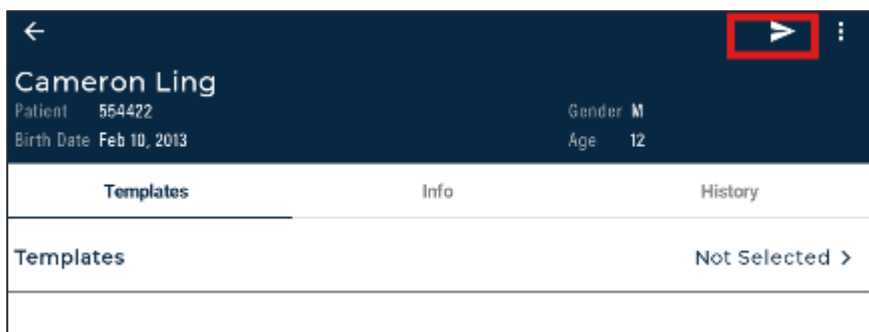 Cameron Ling
Patient 554422 Gender M
Birth Date Feb 10, 2013 Age 12
Templates Info History
Templates Not Selected